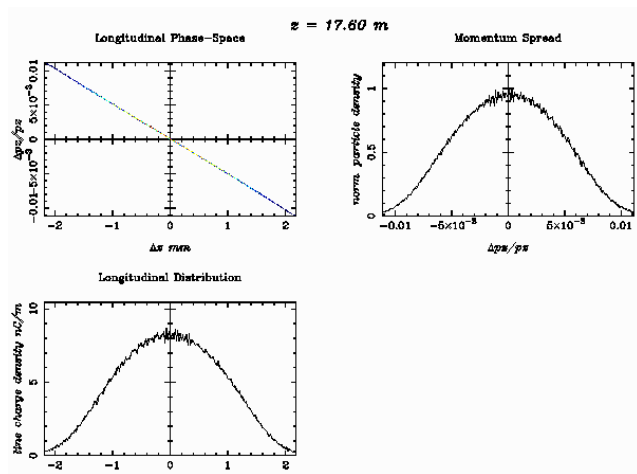 z = 17.60 m
Longitudinal Phase-Space
Momentum Spread
Δpz/pz
0.01
5×10⁻³
0
-5×10⁻³
-0.01
-2 -1 0 1 2
Δz mm
norm particle density
1
0.5
0
-0.01 -5×10⁻³ 0 5×10⁻³ 0.01
Δpz/pz
Longitudinal Distribution
line charge density nC/m
10
5
0
-2 -1 0 1 2